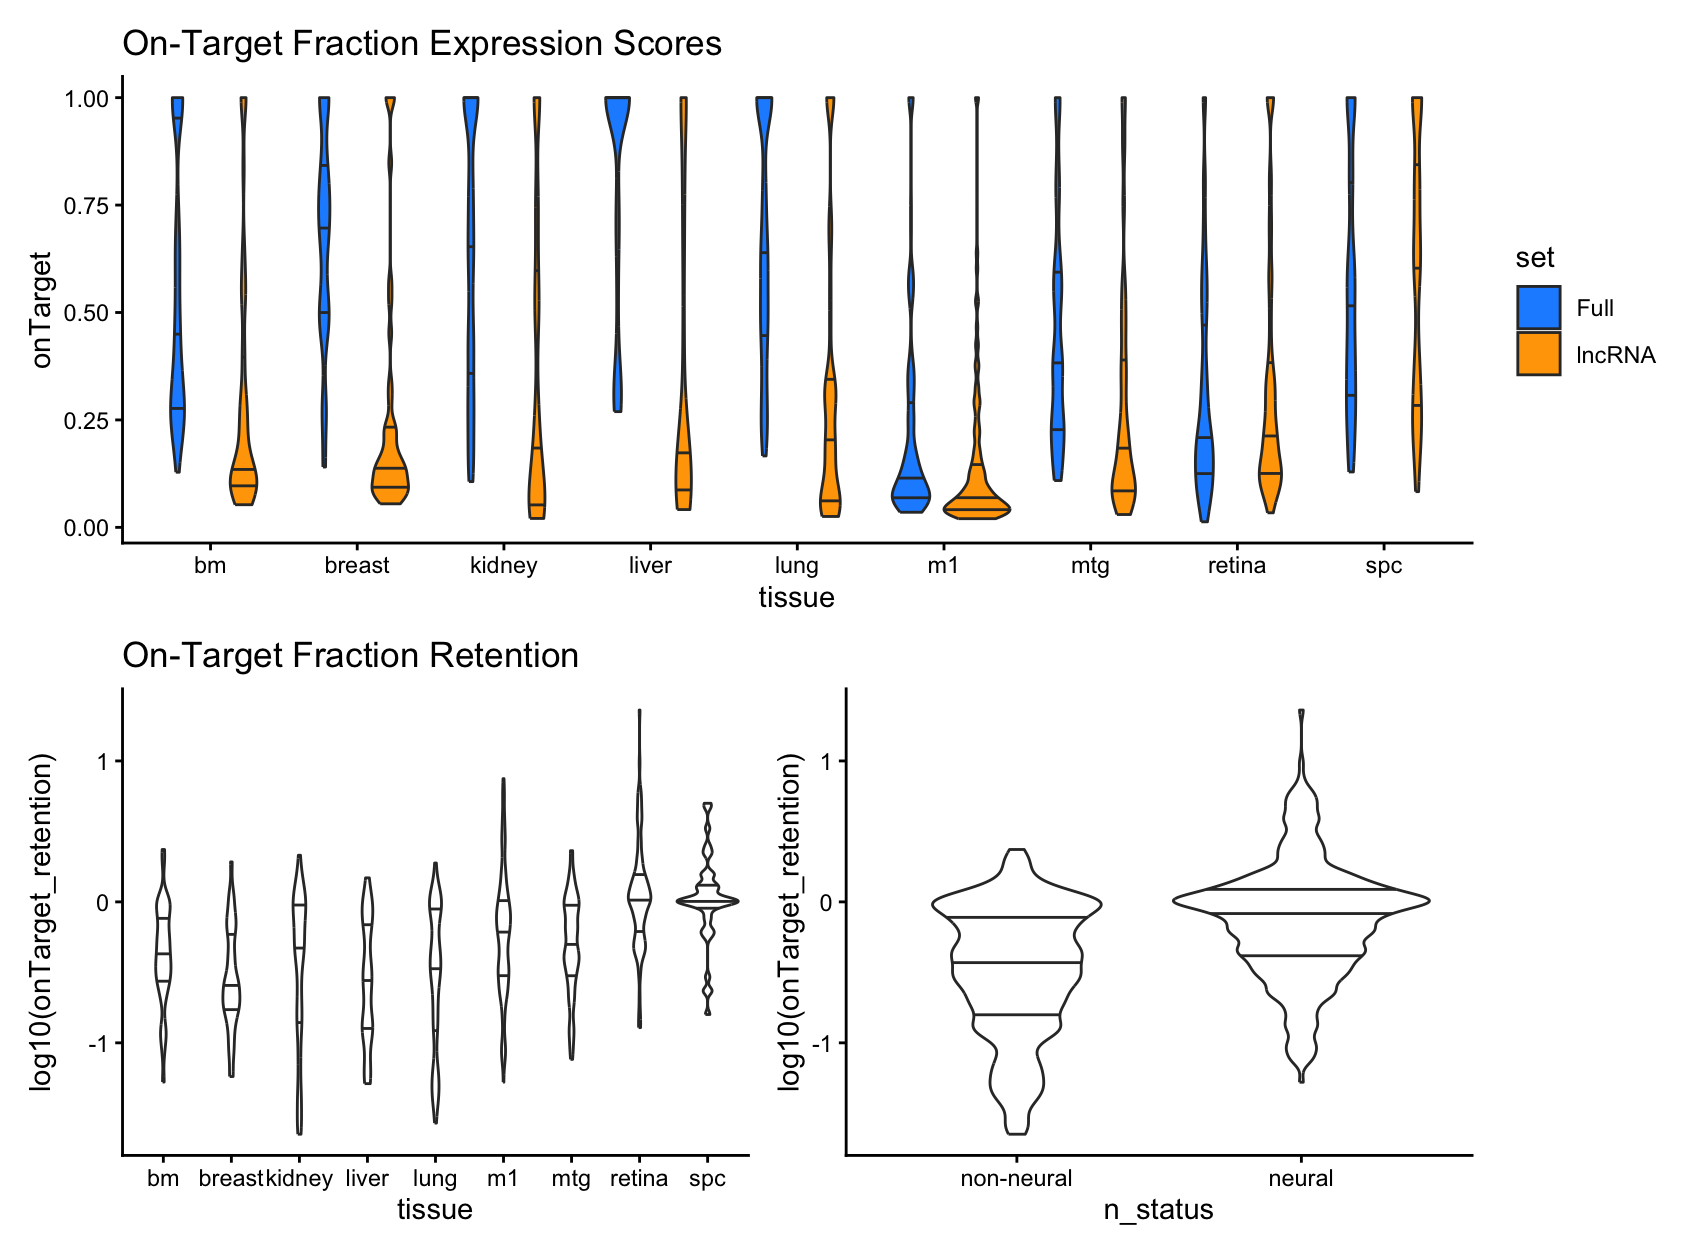 On-Target Fraction Expression Scores
onTarget
1.00
0.75
0.50
0.25
0.00
bm breast kidney liver lung m1 mtg retina spc
tissue
set
Full
lncRNA
On-Target Fraction Retention
log10(onTarget_retention)
1
0
-1
bm breast kidney liver lung m1 mtg retina spc
tissue
log10(onTarget_retention)
1
0
-1
non-neural neural
n_status